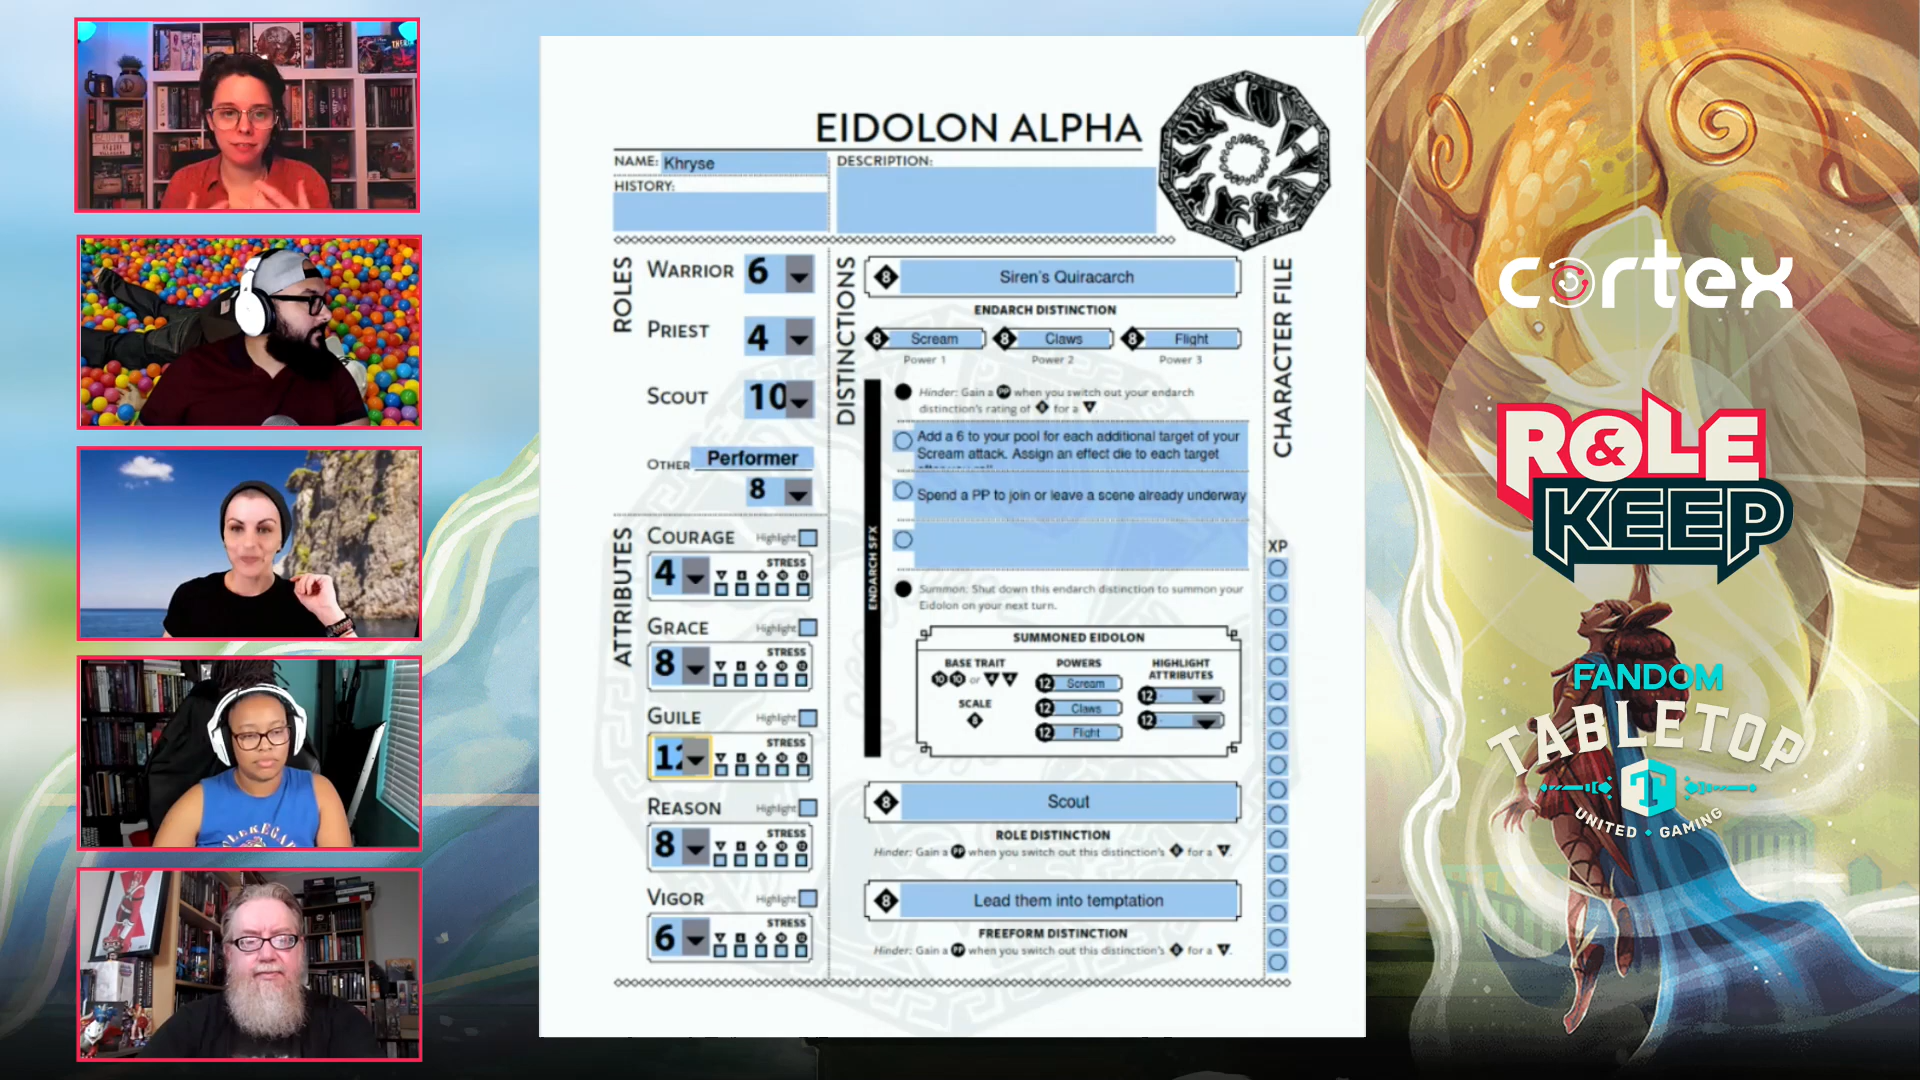 EIDOLON ALPHA
NAME: Khryse
DESCRIPTION:
HISTORY:
ROLES
WARRIOR 6
PRIEST 4
SCOUT 10
OTHER Performer
8
ATTRIBUTES
COURAGE Highlight
4 STRESS
GRACE Highlight
8 STRESS
GUILE Highlight
12 STRESS
REASON Highlight
8 STRESS
VIGOR Highlight
6 STRESS
DISTINCTIONS
8 Siren's Quiracarch
ENDARCH DISTINCTION
8 Scream 8 Claws 8 Flight
Power 1 Power 2 Power 3
ENDARCH SFX
Hinder: Gain a PP when you switch out your endarch
distinction's rating of 8 for a 4.
Add a 6 to your pool for each additional target of your
Scream attack. Assign an effect die to each target
Spend a PP to join or leave a scene already underway
Summon: Shut down this endarch distinction to summon your
Eidolon on your next turn.
SUMMONED EIDOLON
BASE TRAIT
10 10 or 4 4
SCALE
8
POWERS
12 Scream
12 Claws
12 Flight
HIGHLIGHT
ATTRIBUTES
12
12
8 Scout
ROLE DISTINCTION
Hinder: Gain a PP when you switch out this distinction's 8 for a 4.
8 Lead them into temptation
FREEFORM DISTINCTION
Hinder: Gain a PP when you switch out this distinction's 8 for a 4.
CHARACTER FILE
XP
cortex
ROLE
&
KEEP
FANDOM
TABLETOP
T
UNITED • GAMING